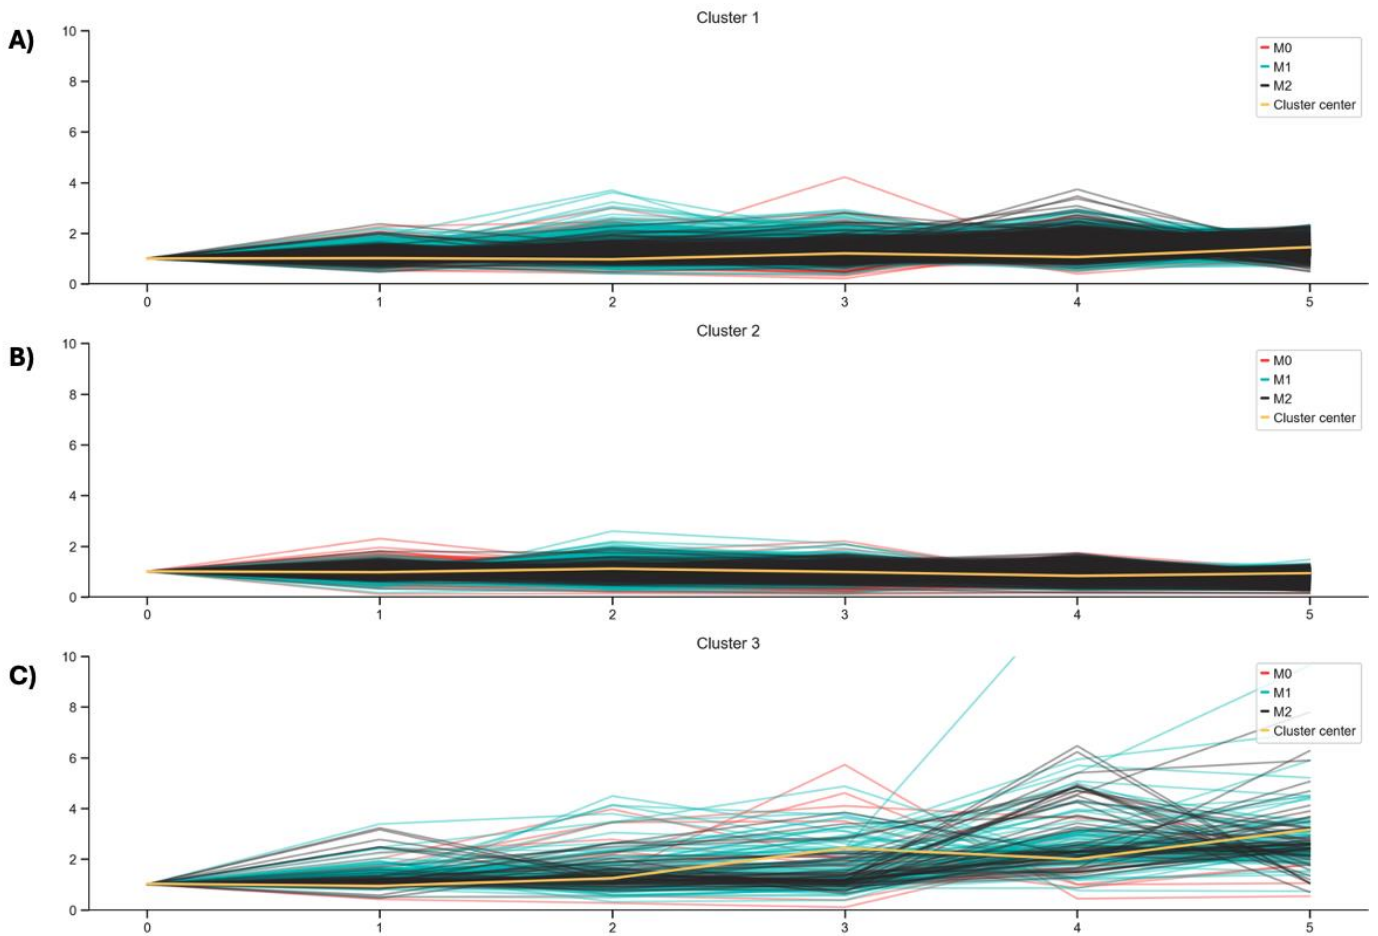 Cluster 1
A)
10
8
6
4
2
0
0 1 2 3 4 5
M0
M1
M2
Cluster center
Cluster 2
B)
10
8
6
4
2
0
0 1 2 3 4 5
M0
M1
M2
Cluster center
Cluster 3
C)
10
8
6
4
2
0
0 1 2 3 4 5
M0
M1
M2
Cluster center